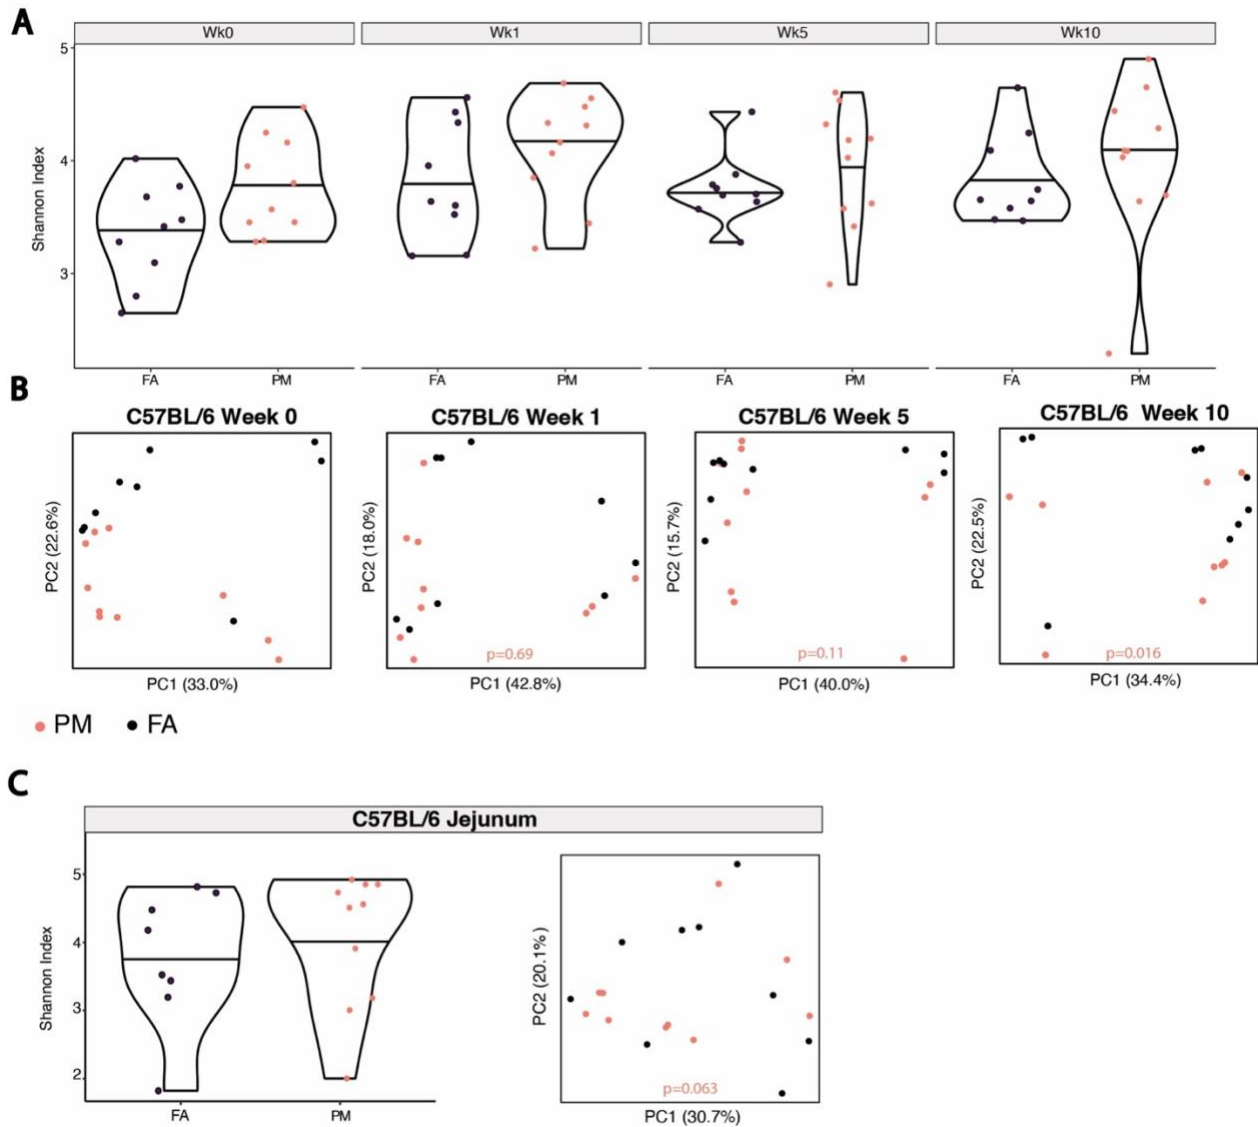 A
Wk0 Wk1 Wk5 Wk10
Shannon Index
5
4
3
FA PM FA PM FA PM FA PM
B
C57BL/6 Week 0 C57BL/6 Week 1 C57BL/6 Week 5 C57BL/6 Week 10
PC2 (22.6%) PC2 (18.0%) PC2 (15.7%) PC2 (22.5%)
p=0.69 p=0.11 p=0.016
PC1 (33.0%) PC1 (42.8%) PC1 (40.0%) PC1 (34.4%)
PM FA
C
C57BL/6 Jejunum
Shannon Index
5
4
3
2
FA PM
PC2 (20.1%)
p=0.063
PC1 (30.7%)